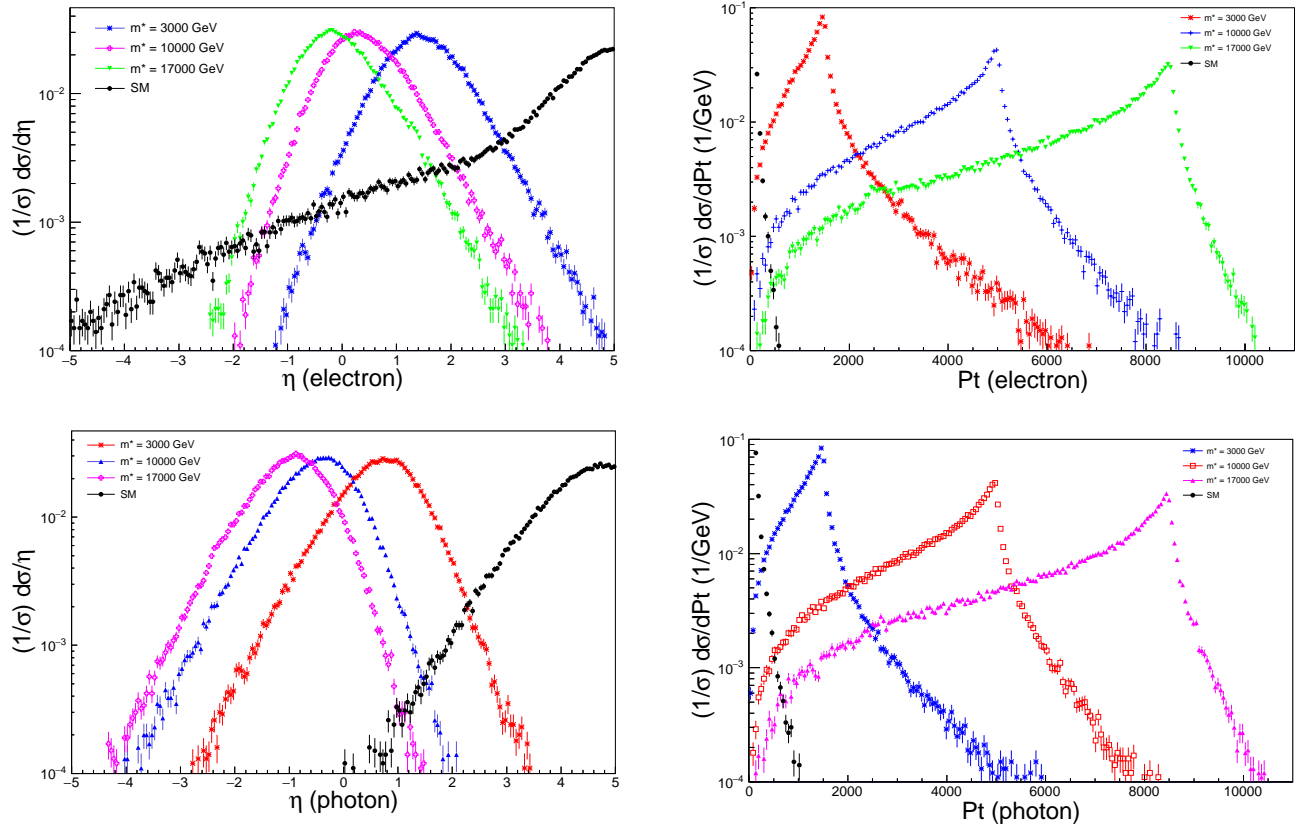 m* = 3000 GeV
m* = 10000 GeV
m* = 17000 GeV
SM
(1/σ) dσ/dη
10⁻¹
10⁻²
10⁻³
10⁻⁴
−5 −4 −3 −2 −1 0 1 2 3 4 5
η (electron)
m* = 3000 GeV
m* = 10000 GeV
m* = 17000 GeV
SM
(1/σ) dσ/dPt (1/GeV)
10⁻¹
10⁻²
10⁻³
10⁻⁴
0 2000 4000 6000 8000 10000
Pt (electron)
m* = 3000 GeV
m* = 10000 GeV
m* = 17000 GeV
SM
(1/σ) dσ/η
10⁻²
10⁻³
10⁻⁴
−5 −4 −3 −2 −1 0 1 2 3 4 5
η (photon)
m* = 3000 GeV
m* = 10000 GeV
m* = 17000 GeV
SM
(1/σ) dσ/dPt (1/GeV)
10⁻¹
10⁻²
10⁻³
10⁻⁴
0 2000 4000 6000 8000 10000
Pt (photon)